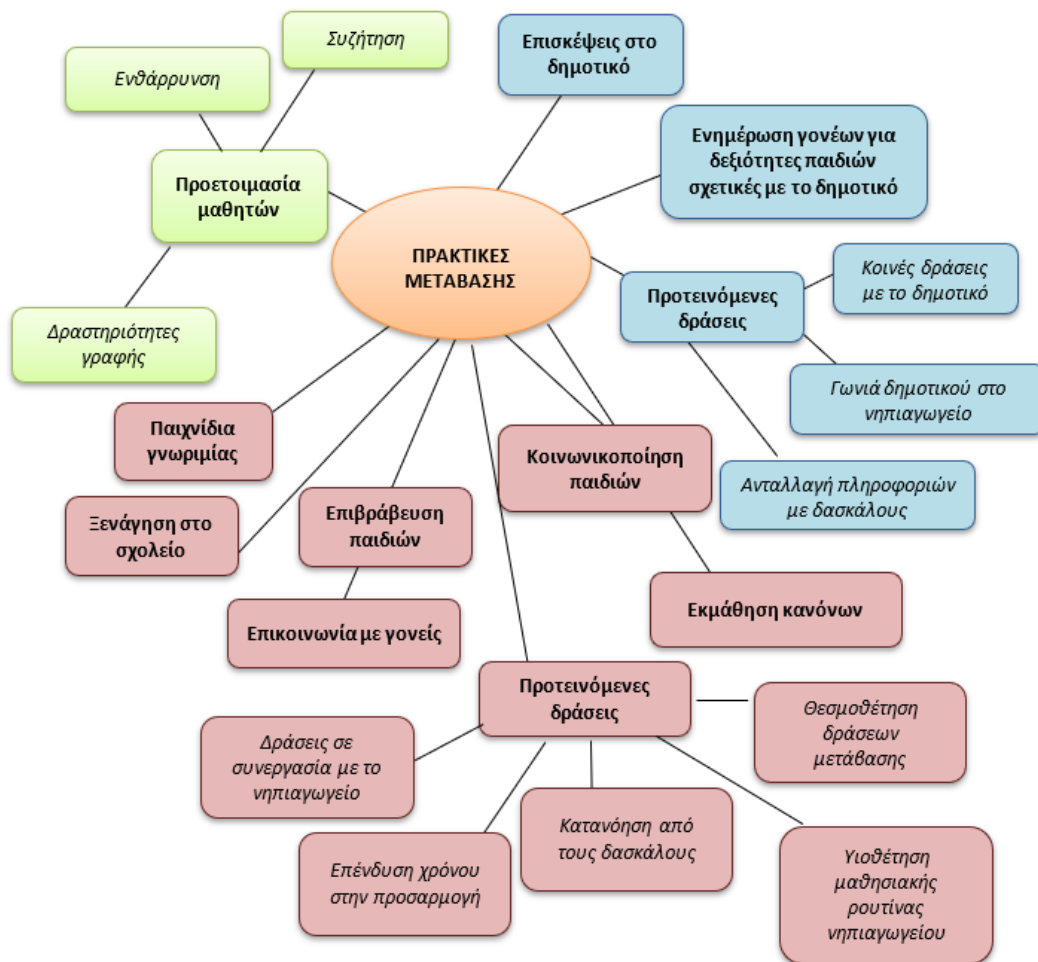 Συζήτηση
Ενθάρρυνση
Προετοιμασία
μαθητών
Δραστηριότητες
γραφής
Επισκέψεις στο
δημοτικό
Ενημέρωση γονέων για
δεξιότητες παιδιών
σχετικές με το δημοτικό
ΠΡΑΚΤΙΚΕΣ
ΜΕΤΑΒΑΣΗΣ
Προτεινόμενες
δράσεις
Κοινές δράσεις
με το δημοτικό
Γωνιά δημοτικού στο
νηπιαγωγείο
Ανταλλαγή πληροφοριών
με δασκάλους
Παιχνίδια
γνωριμίας
Ξενάγηση στο
σχολείο
Επιβράβευση
παιδιών
Επικοινωνία με γονείς
Κοινωνικοποίηση
παιδιών
Εκμάθηση κανόνων
Προτεινόμενες
δράσεις
Δράσεις σε
συνεργασία με το
νηπιαγωγείο
Επένδυση χρόνου
στην προσαρμογή
Κατανόηση από
τους δασκάλους
Θεσμοθέτηση
δράσεων
μετάβασης
Υιοθέτηση
μαθησιακής
ρουτίνας
νηπιαγωγείου